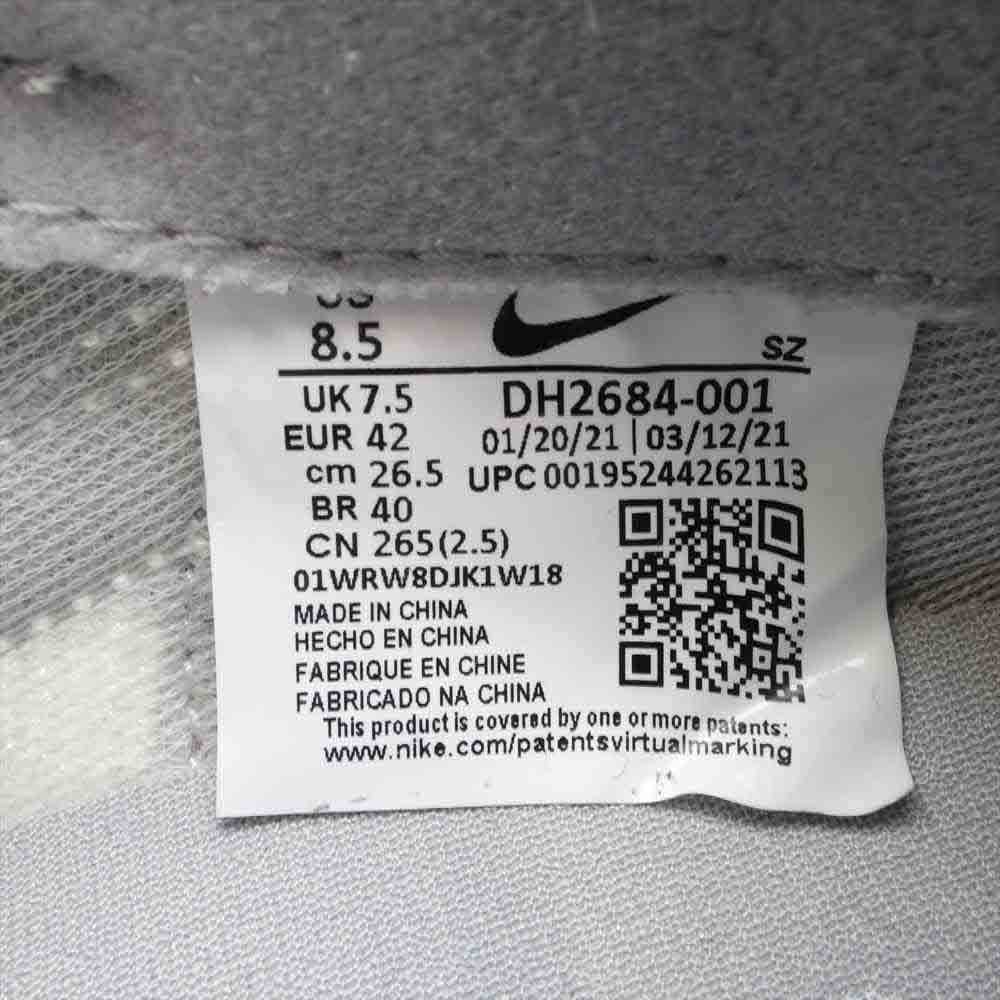 US
8.5 SZ
UK 7.5 DH2684-001
EUR 42 01/20/21 | 03/12/21
cm 26.5 UPC 00195244262113
BR 40
CN 265(2.5)
01WRW8DJK1W18
MADE IN CHINA
HECHO EN CHINA
FABRIQUE EN CHINE
FABRICADO NA CHINA
This product is covered by one or more patents:
www.nike.com/patentsvirtualmarking